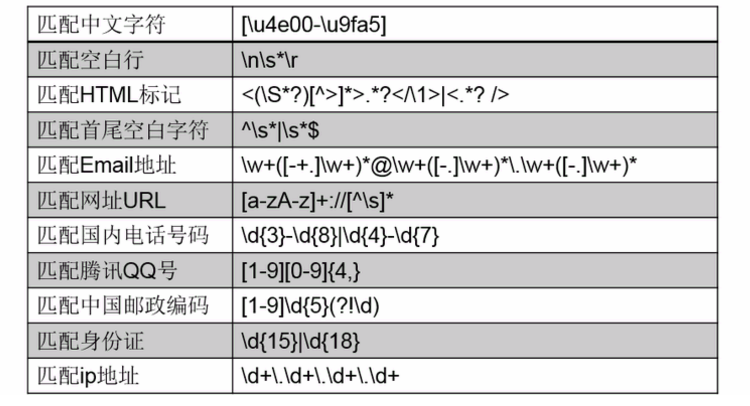 匹配中文字符 [\u4e00-\u9fa5]
匹配空白行 \n\s*\r
匹配HTML标记 <(\S*?)[^>]*>.*?</\1>|<.*? />
匹配首尾空白字符 ^\s*|\s*$
匹配Email地址 \w+([-+.]\w+)*@\w+([-.]\w+)*\.\w+([-.]\w+)*
匹配网址URL [a-zA-z]+://[^\s]*
匹配国内电话号码 \d{3}-\d{8}|\d{4}-\d{7}
匹配腾讯QQ号 [1-9][0-9]{4,}
匹配中国邮政编码 [1-9]\d{5}(?!\d)
匹配身份证 \d{15}|\d{18}
匹配ip地址 \d+\.\d+\.\d+\.\d+